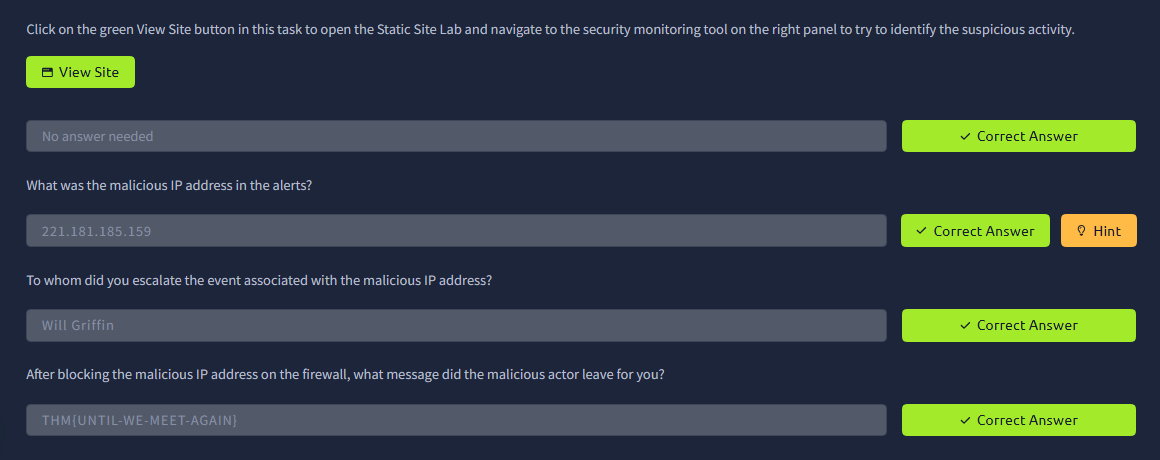 Click on the green View Site button in this task to open the Static Site Lab and navigate to the security monitoring tool on the right panel to try to identify the suspicious activity.
View Site
No answer needed
Correct Answer
What was the malicious IP address in the alerts?
221.181.185.159
Correct Answer
Hint
To whom did you escalate the event associated with the malicious IP address?
Will Griffin
Correct Answer
After blocking the malicious IP address on the firewall, what message did the malicious actor leave for you?
THM{UNTIL-WE-MEET-AGAIN}
Correct Answer